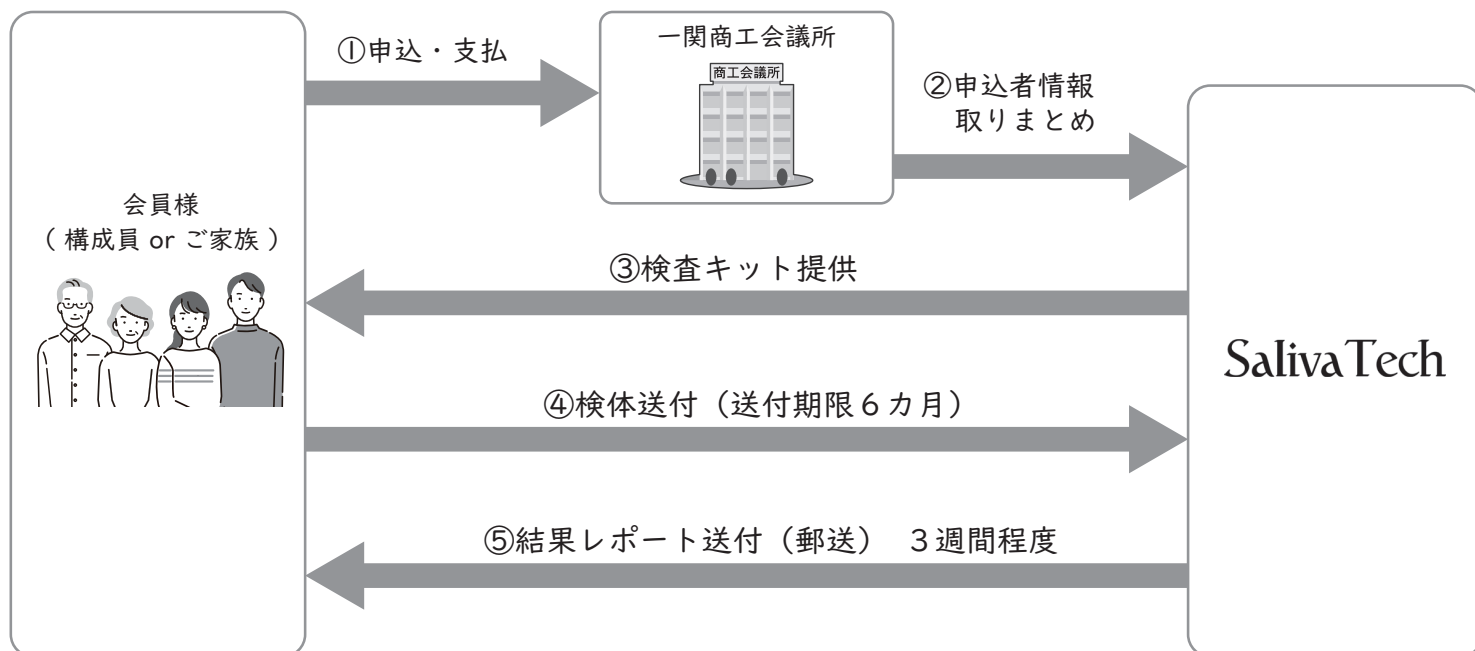 ①申込・支払
一関商工会議所
商工会議所
②申込者情報
取りまとめ
会員様
（ 構成員 or ご家族 ）
③検査キット提供
SalivaTech
④検体送付（送付期限６カ月）
⑤結果レポート送付（郵送）　３週間程度